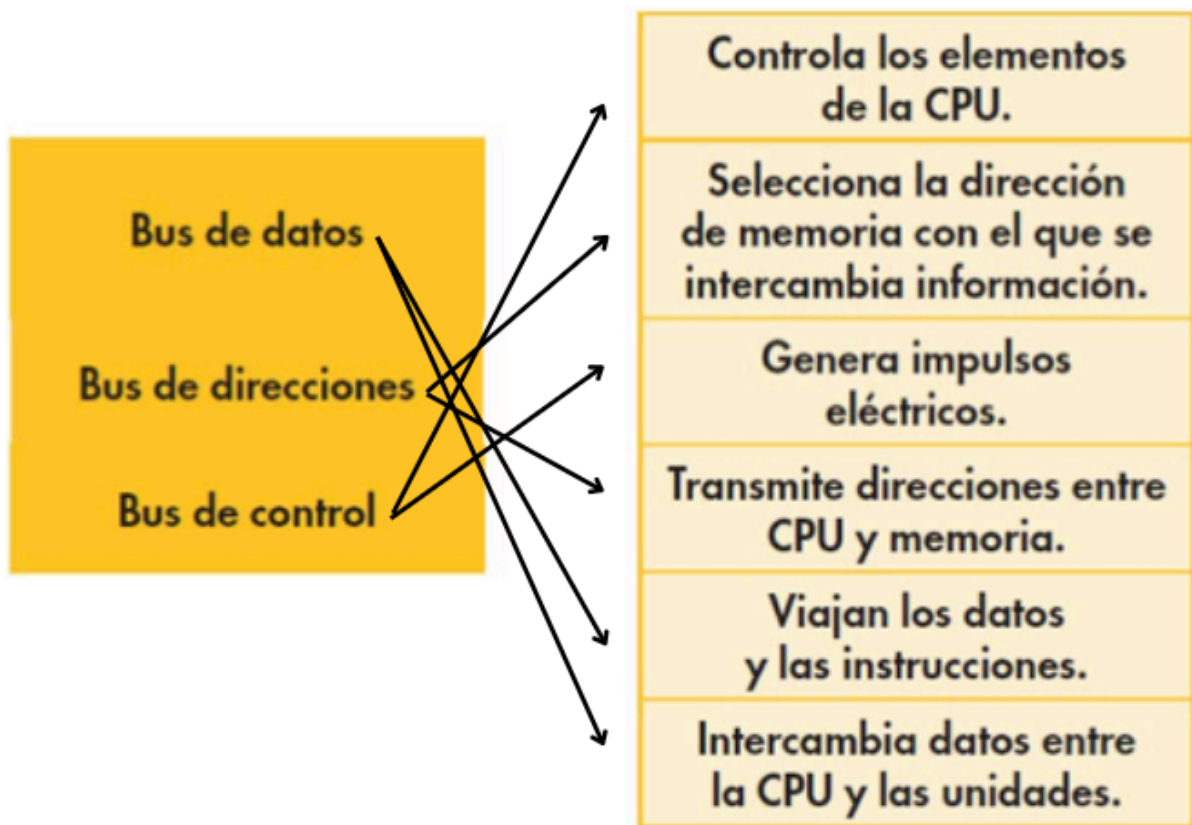 Bus de datos
Bus de direcciones
Bus de control
Controla los elementos
de la CPU.
Selecciona la dirección
de memoria con el que se
intercambia información.
Genera impulsos
eléctricos.
Transmite direcciones entre
CPU y memoria.
Viajan los datos
y las instrucciones.
Intercambia datos entre
la CPU y las unidades.